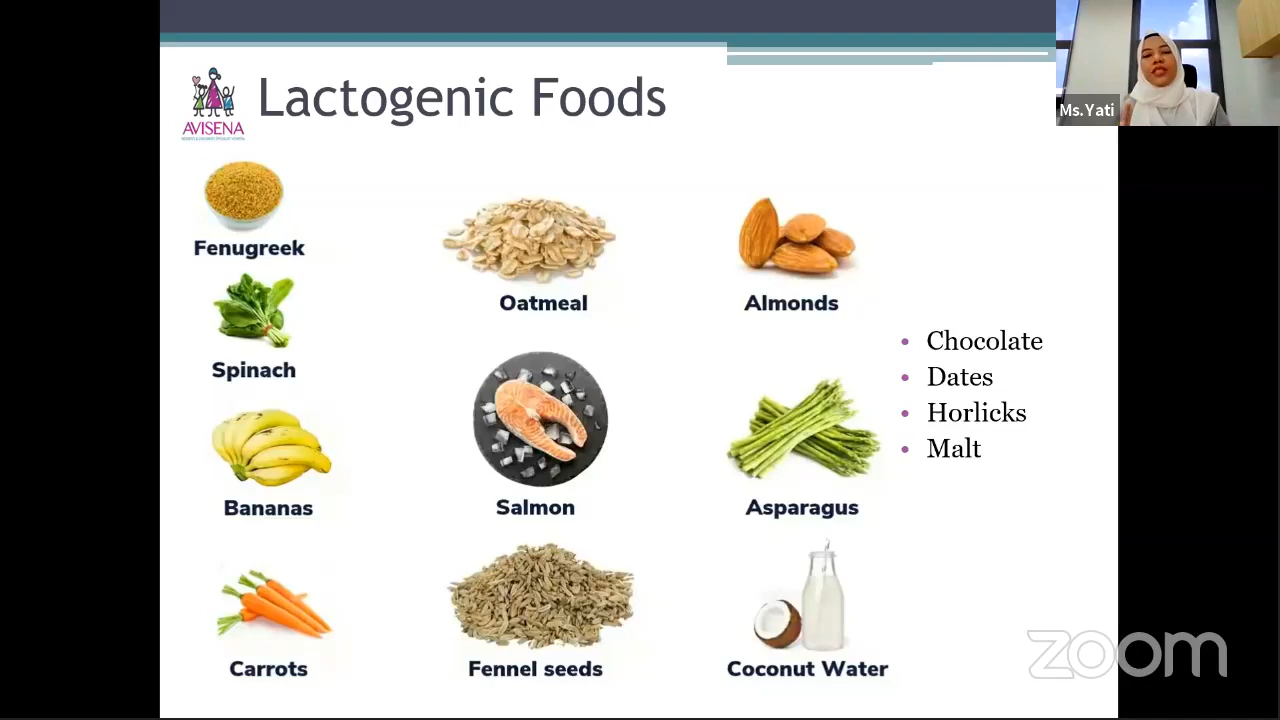 Lactogenic Foods
AVISENA
Ms.Yati
Fenugreek
Oatmeal
Almonds
Spinach
Chocolate
Dates
Horlicks
Malt
Bananas
Salmon
Asparagus
Carrots
Fennel seeds
Coconut Water
zoom